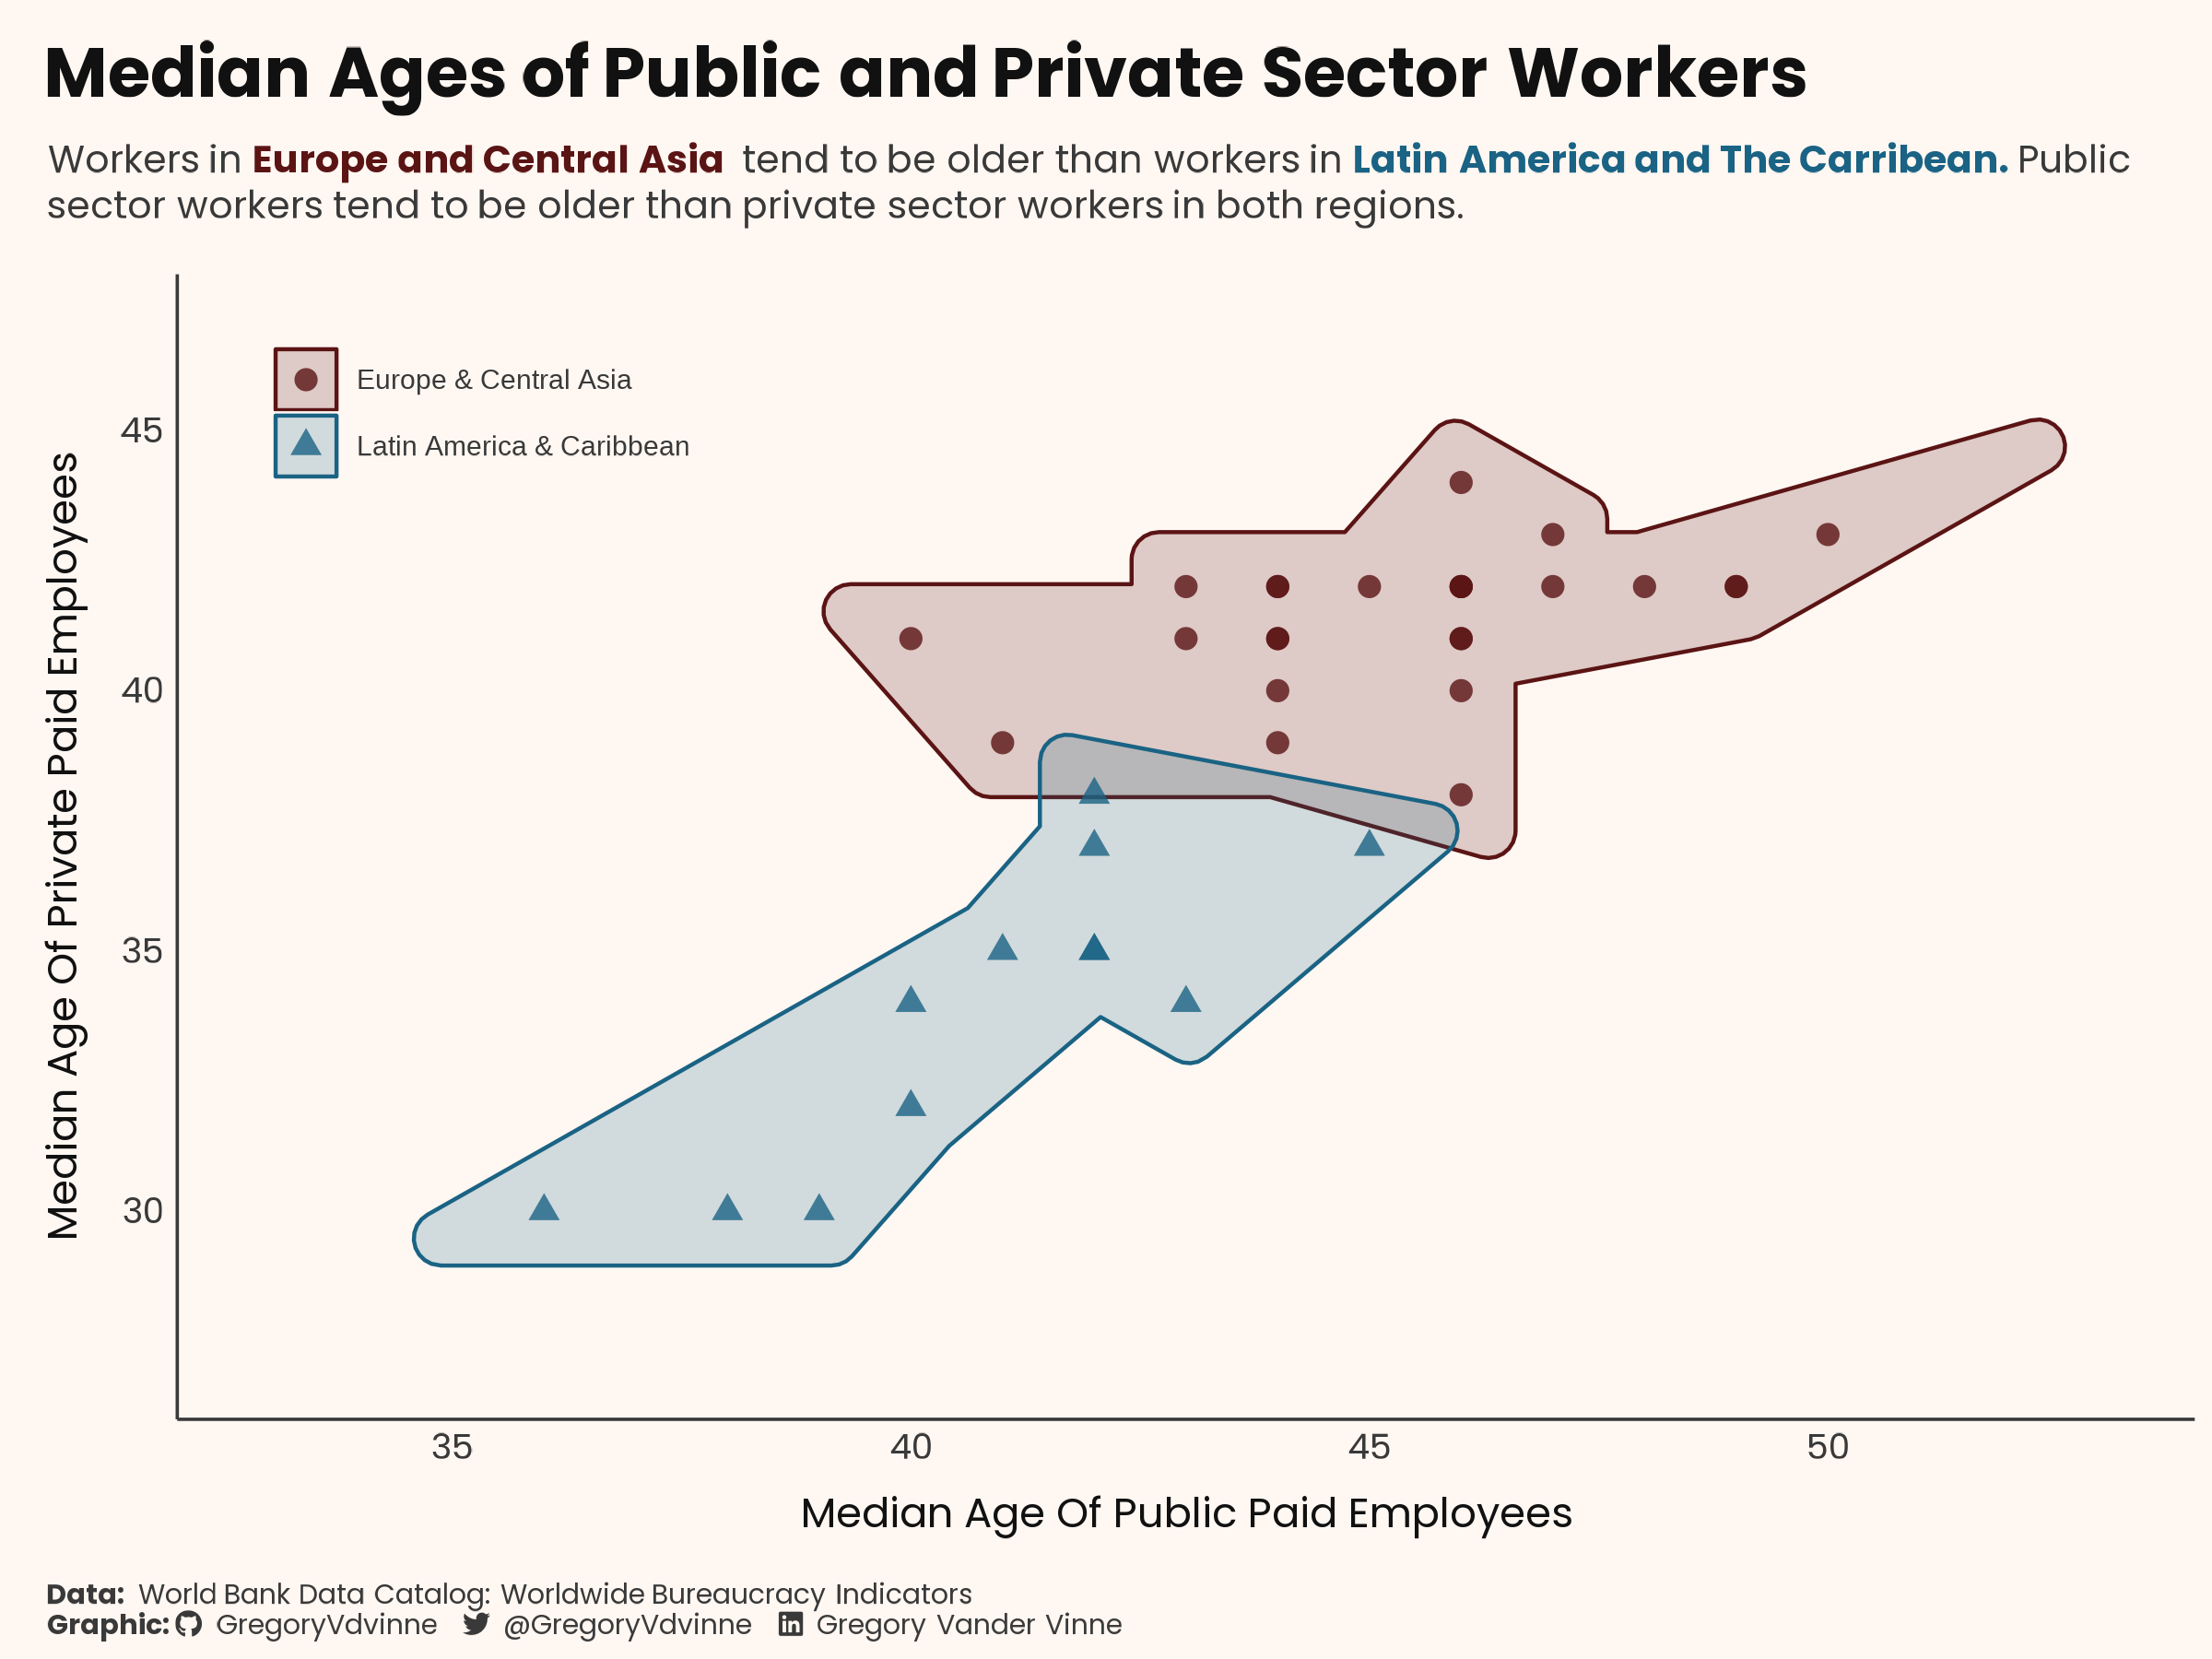 Median Ages of Public and Private Sector Workers
Workers in Europe and Central Asia tend to be older than workers in Latin America and The Carribean. Public
sector workers tend to be older than private sector workers in both regions.
Europe & Central Asia
Latin America & Caribbean
Median Age Of Private Paid Employees
45
40
35
30
35
40
45
50
Median Age Of Public Paid Employees
Data: World Bank Data Catalog: Worldwide Bureaucracy Indicators
Graphic: GregoryVdvinne @GregoryVdvinne Gregory Vander Vinne